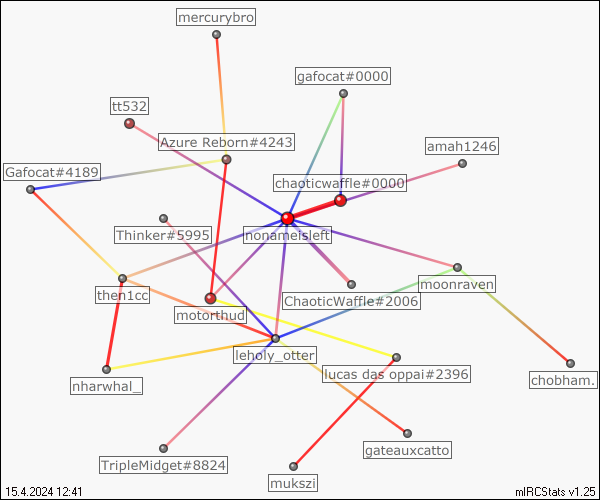 mercurybro
gafocat#0000
tt532
Azure Reborn#4243
amah1246
Gafocat#4189
chaoticwaffle#0000
Thinker#5995
nonameisleft
moonraven
then1cc
ChaoticWaffle#2006
motorthud
leholy_otter
lucas das oppai#2396
nharwhal_
chobham.
gateauxcatto
TripleMidget#8824
mukszi
15.4.2024 12:41
mIRCStats v1.25